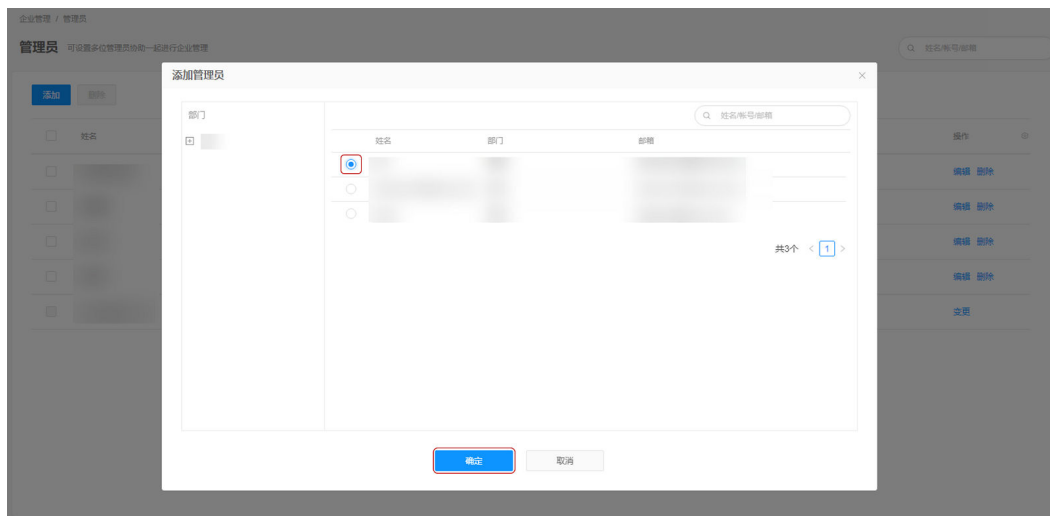 企业管理 / 管理员
管理员 可设置多位管理员协助一起进行企业管理
姓名/帐号/邮箱
添加 删除
姓名 操作
编辑 删除
编辑 删除
编辑 删除
编辑 删除
变更
添加管理员
部门
姓名/帐号/邮箱
姓名 部门 邮箱
共3个 < 1 >
确定 取消